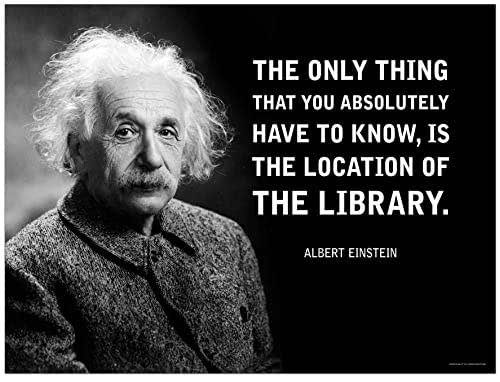 THE ONLY THING
THAT YOU ABSOLUTELY
HAVE TO KNOW, IS
THE LOCATION OF
THE LIBRARY.
ALBERT EINSTEIN